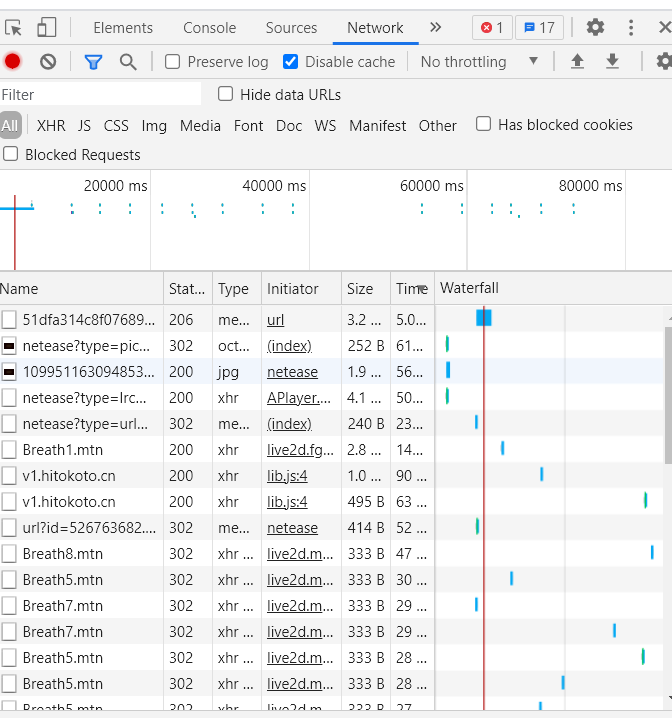 Elements Console Sources Network 1 17
Preserve log Disable cache No throttling
Filter Hide data URLs
All XHR JS CSS Img Media Font Doc WS Manifest Other Has blocked cookies
Blocked Requests
20000 ms 40000 ms 60000 ms 80000 ms
Name Stat... Type Initiator Size Time Waterfall
51dfa314c8f07689... 206 me... url 3.2 ... 5.0...
netease?type=pic... 302 oct... (index) 252 B 61...
109951163094853... 200 jpg netease 1.9 ... 56...
netease?type=lrc... 200 xhr APlayer.... 4.1 ... 50...
netease?type=url... 302 me... (index) 240 B 23...
Breath1.mtn 200 xhr live2d.fg... 2.8 ... 14...
v1.hitokoto.cn 200 xhr lib.js:4 1.0 ... 90 ...
v1.hitokoto.cn 200 xhr lib.js:4 495 B 63 ...
url?id=526763682.... 302 me... netease 414 B 52 ...
Breath8.mtn 302 xhr ... live2d.m... 333 B 47 ...
Breath5.mtn 302 xhr ... live2d.m... 333 B 30 ...
Breath7.mtn 302 xhr ... live2d.m... 333 B 29 ...
Breath7.mtn 302 xhr ... live2d.m... 333 B 29 ...
Breath5.mtn 302 xhr ... live2d.m... 333 B 28 ...
Breath5.mtn 302 xhr ... live2d.m... 333 B 28 ...
Breath5.mtn 302 xhr ... live2d.m... 333 B 27 ...